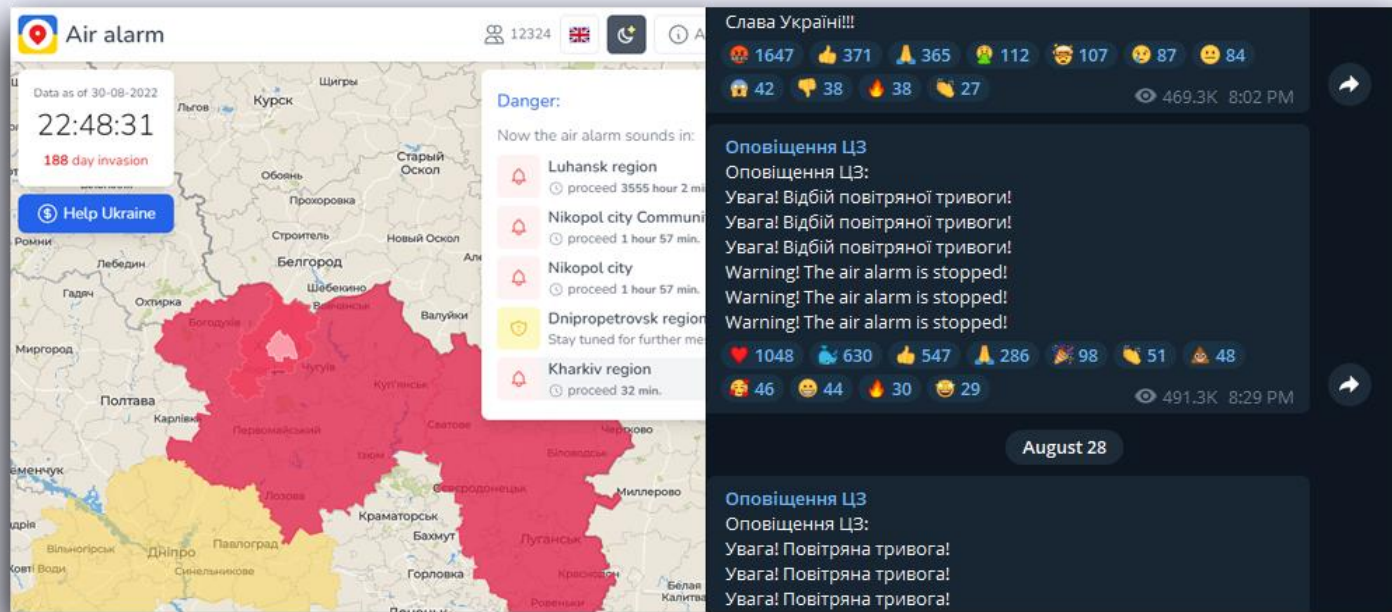 Air alarm
12324
A
Data as of 30-08-2022
22:48:31
188 day invasion
Help Ukraine
Danger:
Now the air alarm sounds in:
Luhansk region
proceed 3555 hour 2 mi
Nikopol city Communi
proceed 1 hour 57 min.
Nikopol city
proceed 1 hour 57 min.
Dnipropetrovsk region
Stay tuned for further me
Kharkiv region
proceed 32 min.
Щигры
Льгов
Курск
Старый
Оскол
Обоянь
Прохоровка
Строитель
Новый Оскол
Ромни
Лебедин
Белгород
Шебекино
Гадяч
Охтирка
Вовчанськ
Валуйки
Богодухів
Миргород
Чугуїв
Куп'янськ
Полтава
Карлівка
Первомайський
Сватове
Чертково
Ізюм
Біловодськ
Лозова
Сєвєродонецьк
Миллерово
Краматорськ
Бахмут
Луганськ
Вільногірськ
Дніпро
Павлоград
Синельникове
Горловка
Краснодон
Белая
Калитва
Ровеньки
Слава Україні!!!
1647 371 365 112 107 87 84
42 38 38 27
469.3K 8:02 PM
Оповіщення ЦЗ
Оповіщення ЦЗ:
Увага! Відбій повітряної тривоги!
Увага! Відбій повітряної тривоги!
Увага! Відбій повітряної тривоги!
Warning! The air alarm is stopped!
Warning! The air alarm is stopped!
Warning! The air alarm is stopped!
1048 630 547 286 98 51 48
46 44 30 29
491.3K 8:29 PM
August 28
Оповіщення ЦЗ
Оповіщення ЦЗ:
Увага! Повітряна тривога!
Увага! Повітряна тривога!
Увага! Повітряна тривога!